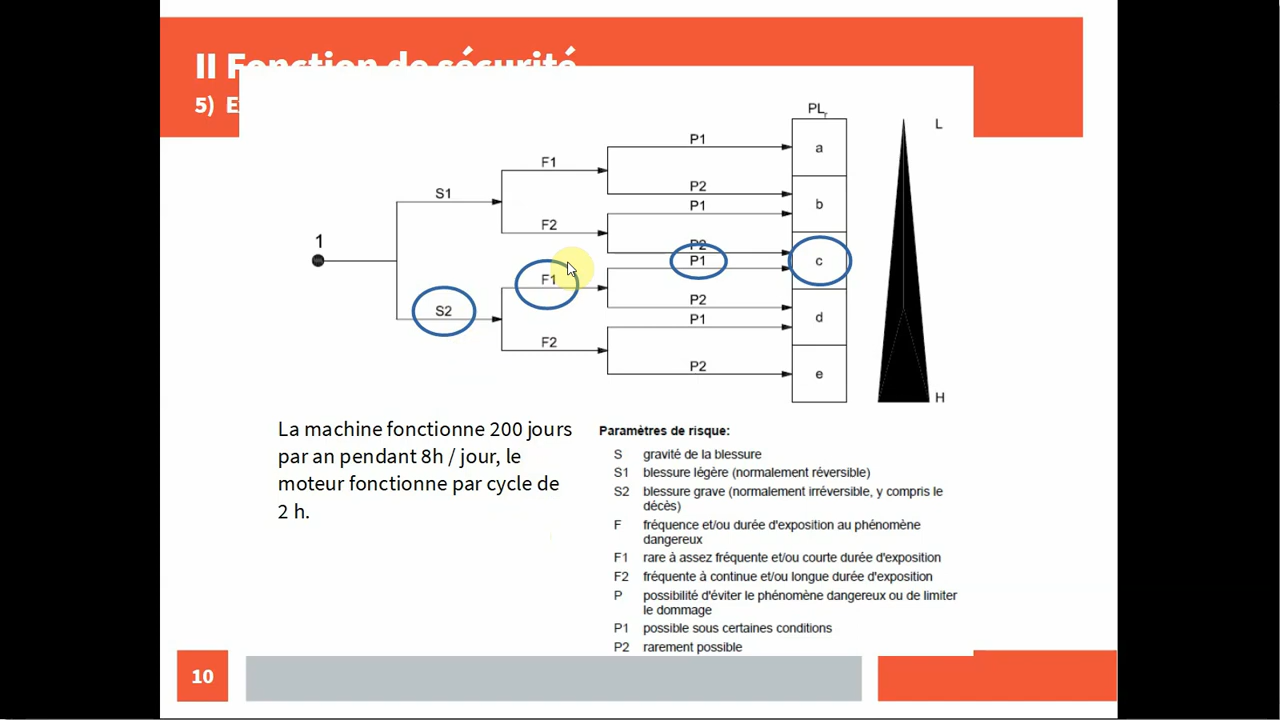 II Fonction de sécurité
5)
PLr
a
b
c
d
e
L
H
1
S1
S2
F1
F2
F1
F2
P1
P2
P1
P2
P1
P2
P1
P2
La machine fonctionne 200 jours
par an pendant 8h / jour, le
moteur fonctionne par cycle de
2 h.
Paramètres de risque:
S gravité de la blessure
S1 blessure légère (normalement réversible)
S2 blessure grave (normalement irréversible, y compris le
décès)
F fréquence et/ou durée d'exposition au phénomène
dangereux
F1 rare à assez fréquente et/ou courte durée d'exposition
F2 fréquente à continue et/ou longue durée d'exposition
P possibilité d'éviter le phénomène dangereux ou de limiter
le dommage
P1 possible sous certaines conditions
P2 rarement possible
10